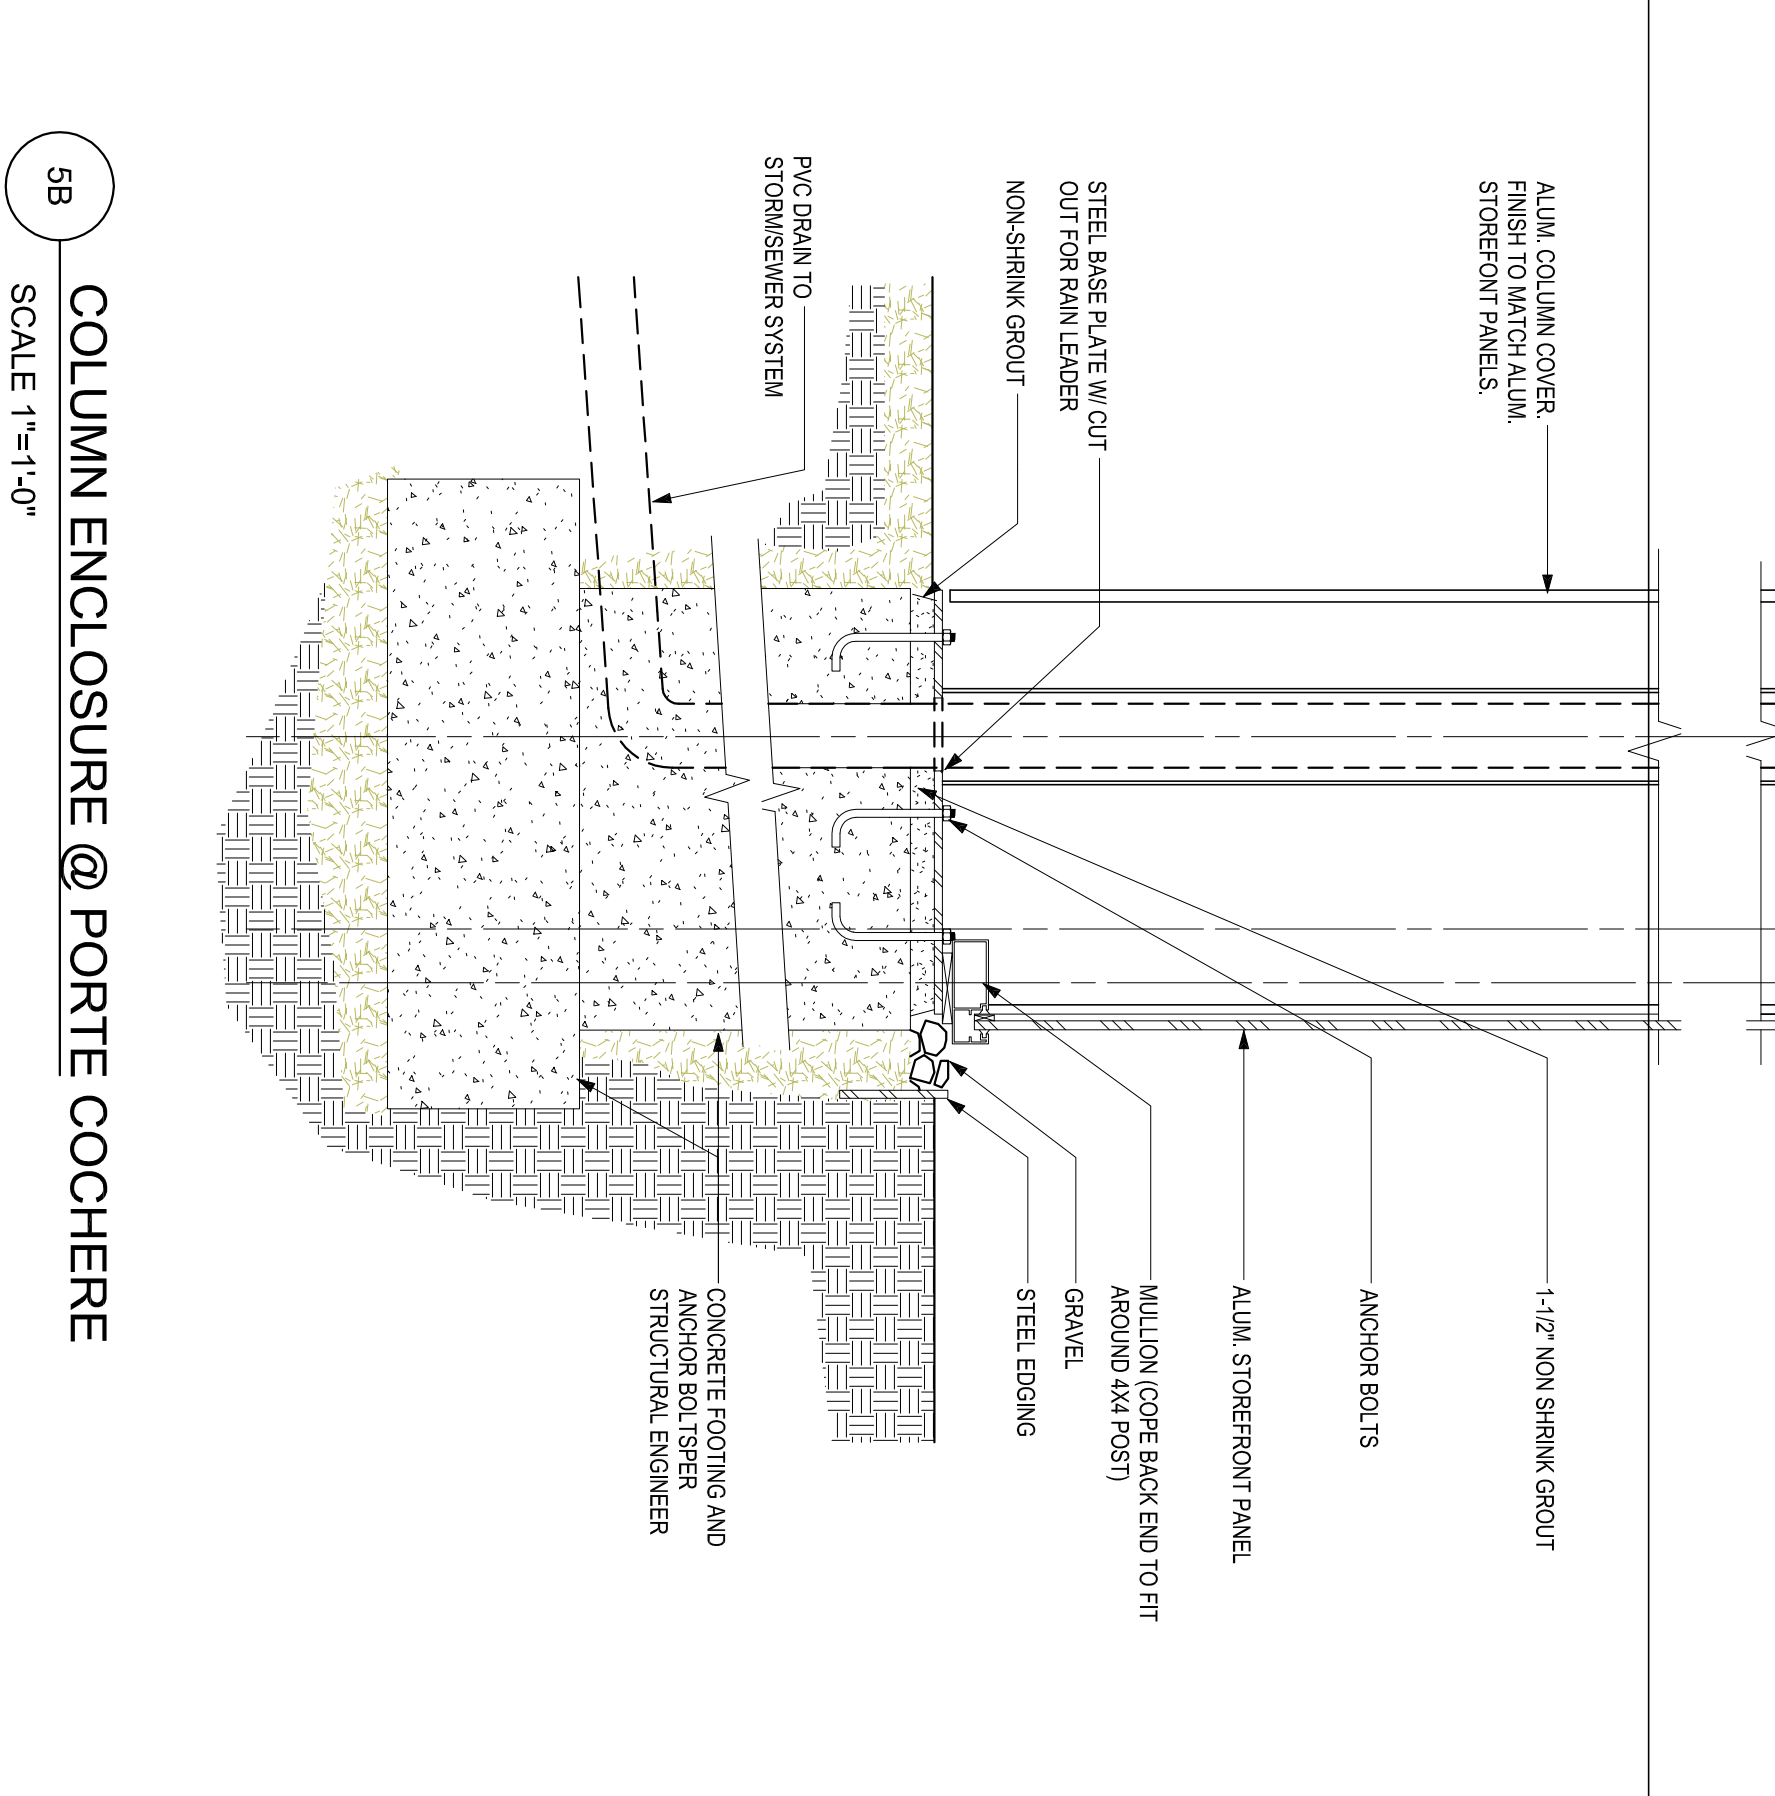 ALUM. COLUMN COVER.
FINISH TO MATCH ALUM.
STOREFONT PANELS.
STEEL BASE PLATE W/ CUT
OUT FOR RAIN LEADER
NON-SHRINK GROUT
PVC DRAIN TO
STORM/SEWER SYSTEM
1-1/2" NON SHRINK GROUT
ANCHOR BOLTS
ALUM. STOREFRONT PANEL
MULLION (COPE BACK END TO FIT
AROUND 4X4 POST)
GRAVEL
STEEL EDGING
CONCRETE FOOTING AND
ANCHOR BOLTSPER
STRUCTURAL ENGINEER
5B
COLUMN ENCLOSURE @ PORTE COCHERE
SCALE 1"=1'-0"